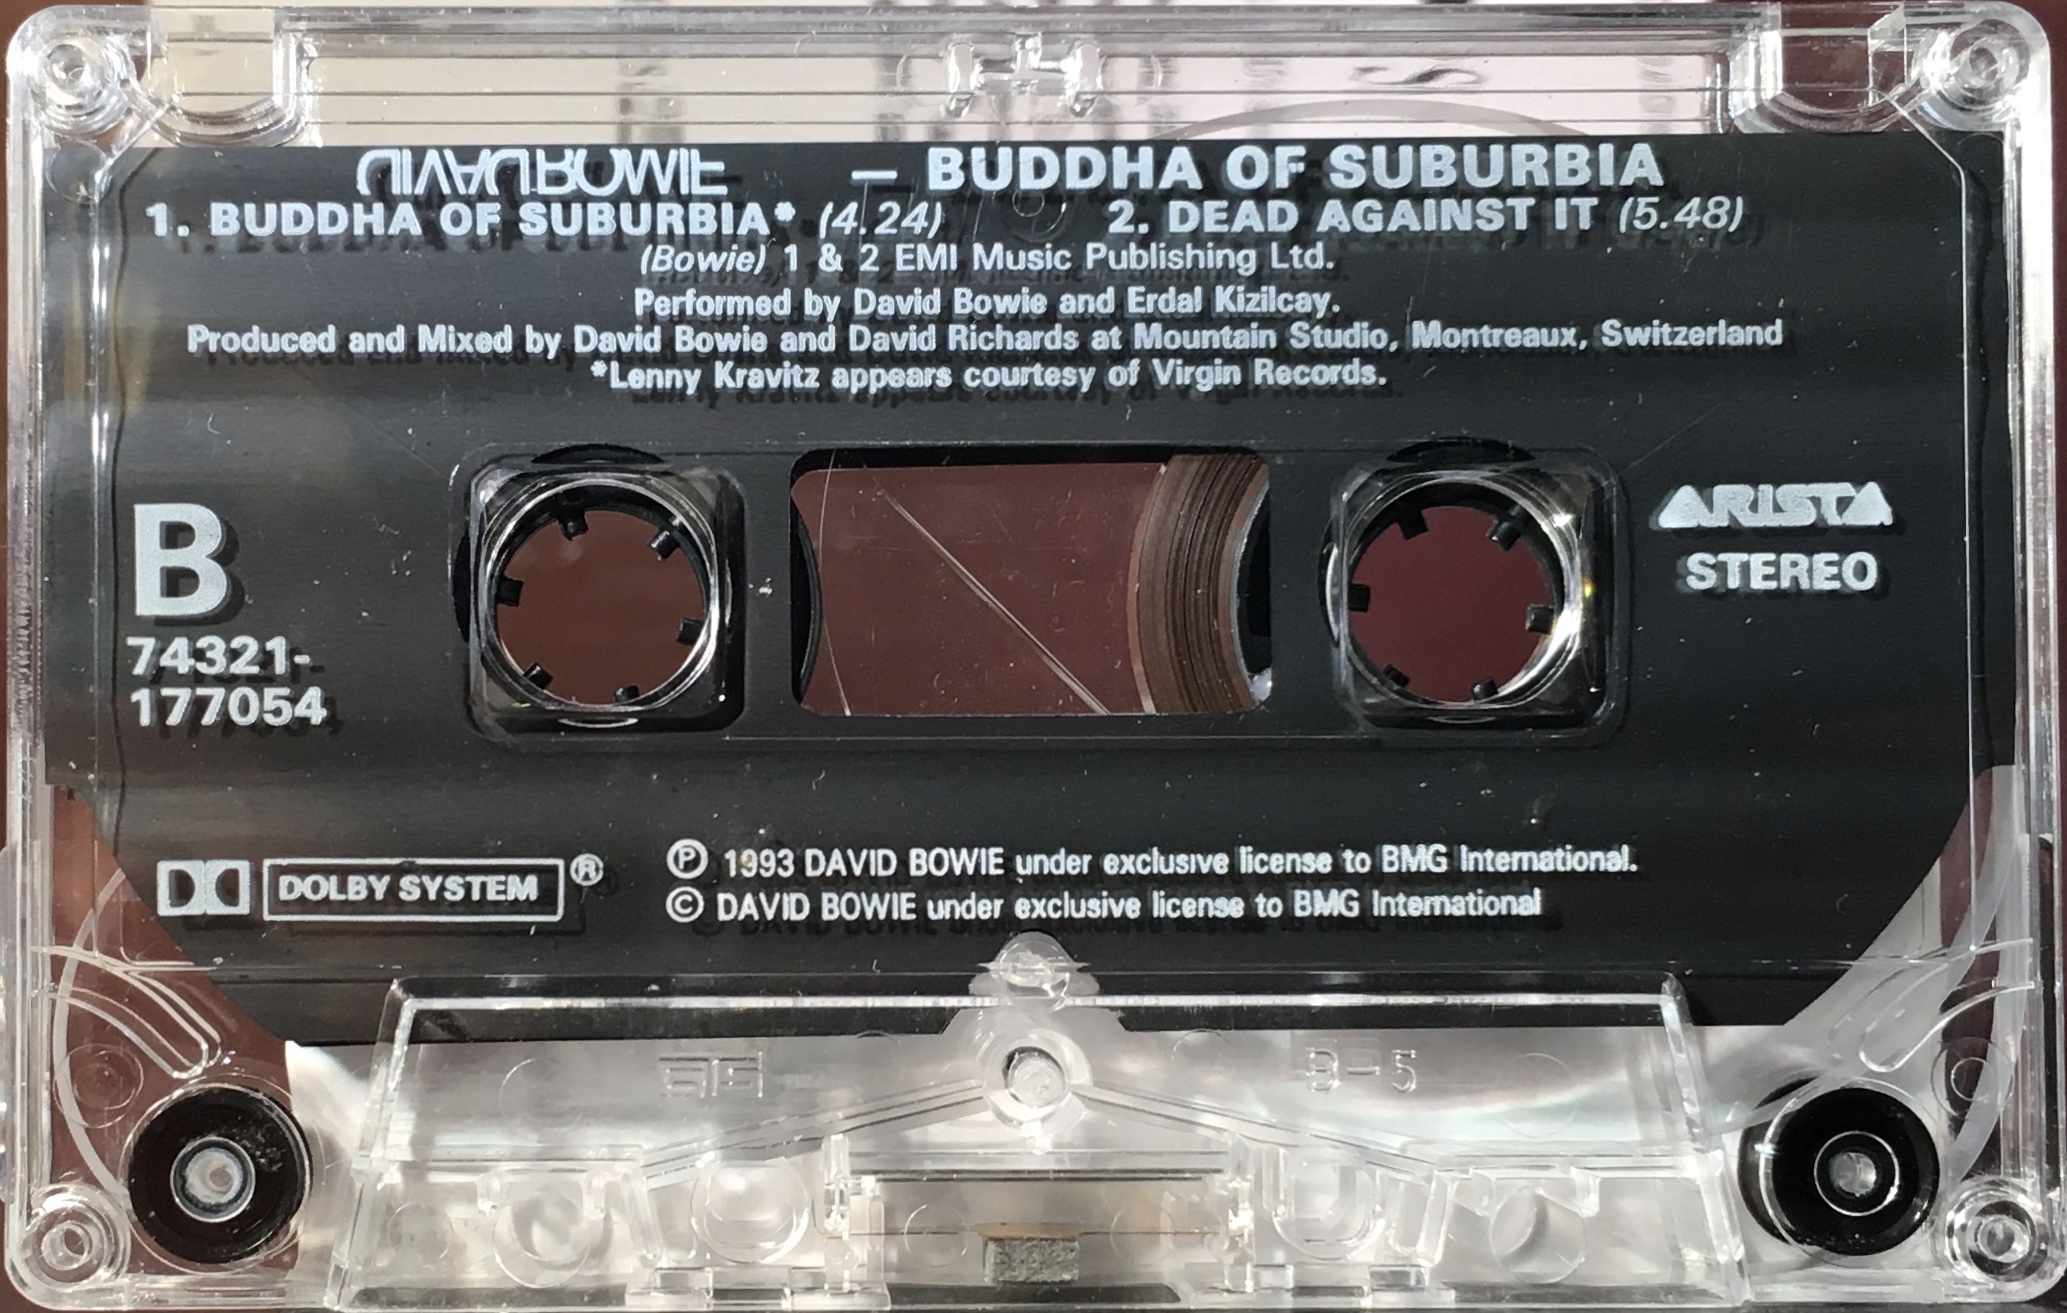 DAVID BOWIE — BUDDHA OF SUBURBIA
1. BUDDHA OF SUBURBIA* (4.24) 2. DEAD AGAINST IT (5.48)
(Bowie) 1 & 2 EMI Music Publishing Ltd.
Performed by David Bowie and Erdal Kizilcay.
Produced and Mixed by David Bowie and David Richards at Mountain Studio, Montreaux, Switzerland
*Lenny Kravitz appears courtesy of Virgin Records.
B
74321-
177054
ARISTA
STEREO
DOLBY SYSTEM ®
℗ 1993 DAVID BOWIE under exclusive license to BMG International.
© DAVID BOWIE under exclusive license to BMG International
B-5